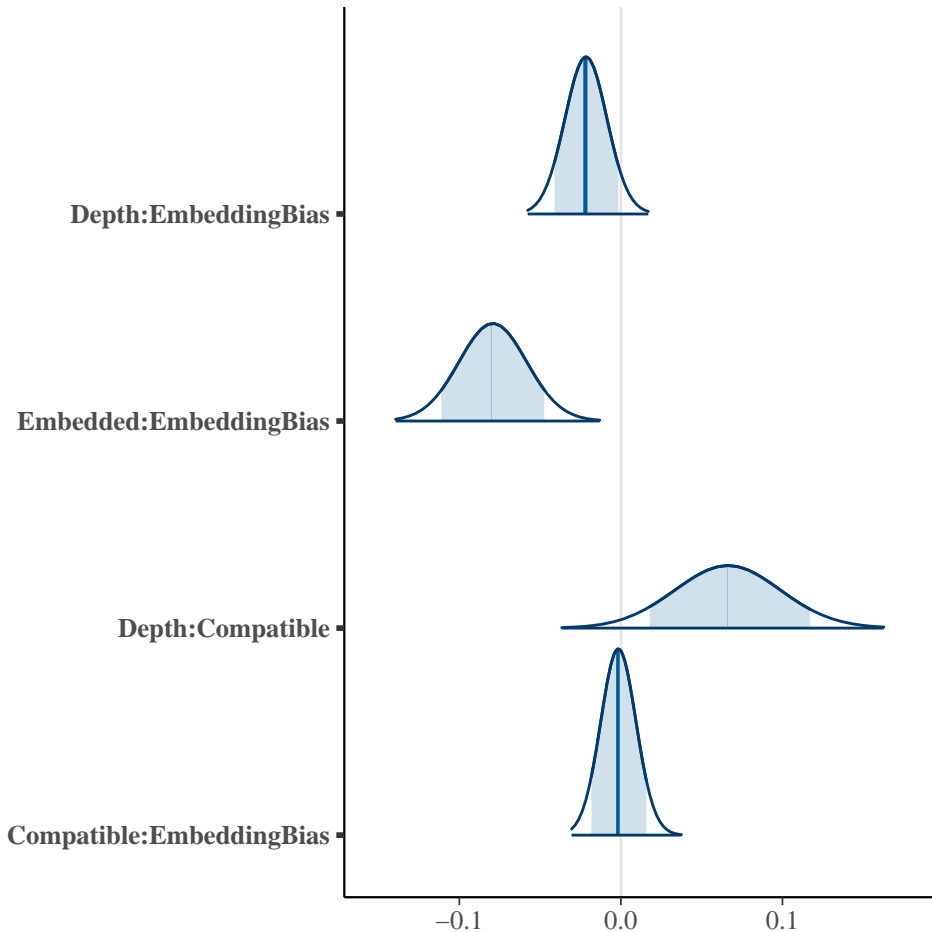 Depth:EmbeddingBias
Embedded:EmbeddingBias
Depth:Compatible
Compatible:EmbeddingBias
−0.1 0.0 0.1